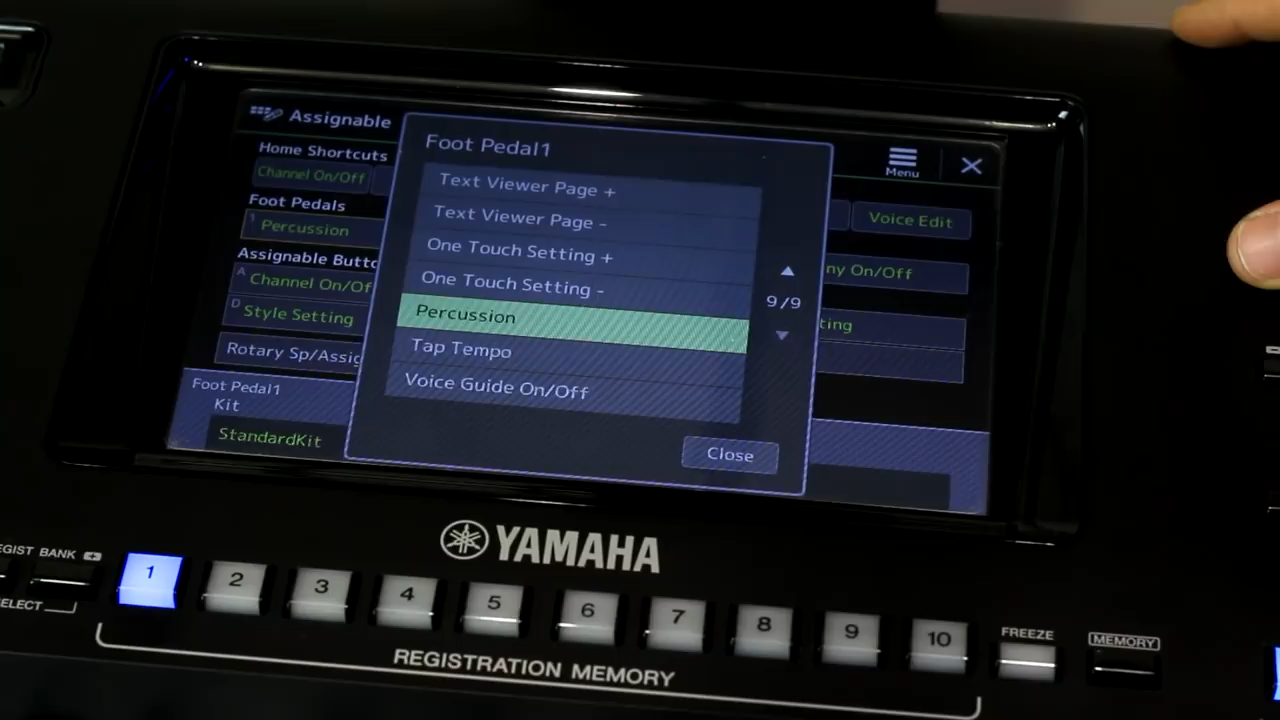 Assignable
Menu
Home Shortcuts
Channel On/Off
Voice Edit
Foot Pedals
1 Percussion
Assignable Butto
A Channel On/Of
ny On/Off
D Style Setting
ting
Rotary Sp/Assig
Foot Pedal1
Kit
StandardKit
Foot Pedal1
Text Viewer Page +
Text Viewer Page -
One Touch Setting +
One Touch Setting -
Percussion
Tap Tempo
Voice Guide On/Off
9/9
Close
YAMAHA
EGIST BANK +
ELECT
1 2 3 4 5 6 7 8 9 10
FREEZE
MEMORY
REGISTRATION MEMORY